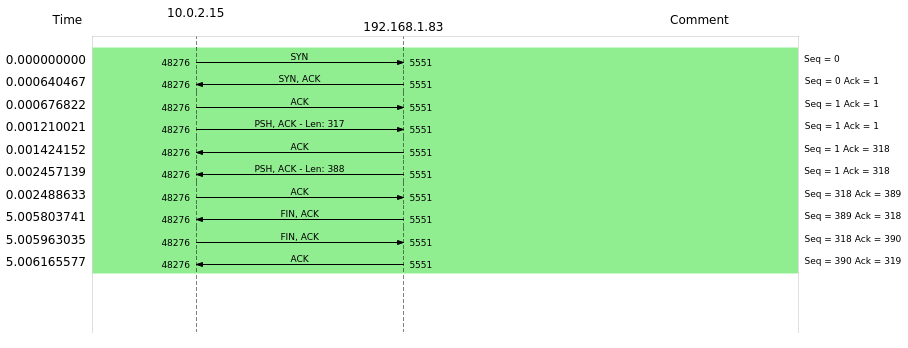 Time 10.0.2.15 192.168.1.83 Comment
0.000000000 48276 SYN 5551 Seq = 0
0.000640467 48276 SYN, ACK 5551 Seq = 0 Ack = 1
0.000676822 48276 ACK 5551 Seq = 1 Ack = 1
0.001210021 48276 PSH, ACK - Len: 317 5551 Seq = 1 Ack = 1
0.001424152 48276 ACK 5551 Seq = 1 Ack = 318
0.002457139 48276 PSH, ACK - Len: 388 5551 Seq = 1 Ack = 318
0.002488633 48276 ACK 5551 Seq = 318 Ack = 389
5.005803741 48276 FIN, ACK 5551 Seq = 389 Ack = 318
5.005963035 48276 FIN, ACK 5551 Seq = 318 Ack = 390
5.006165577 48276 ACK 5551 Seq = 390 Ack = 319